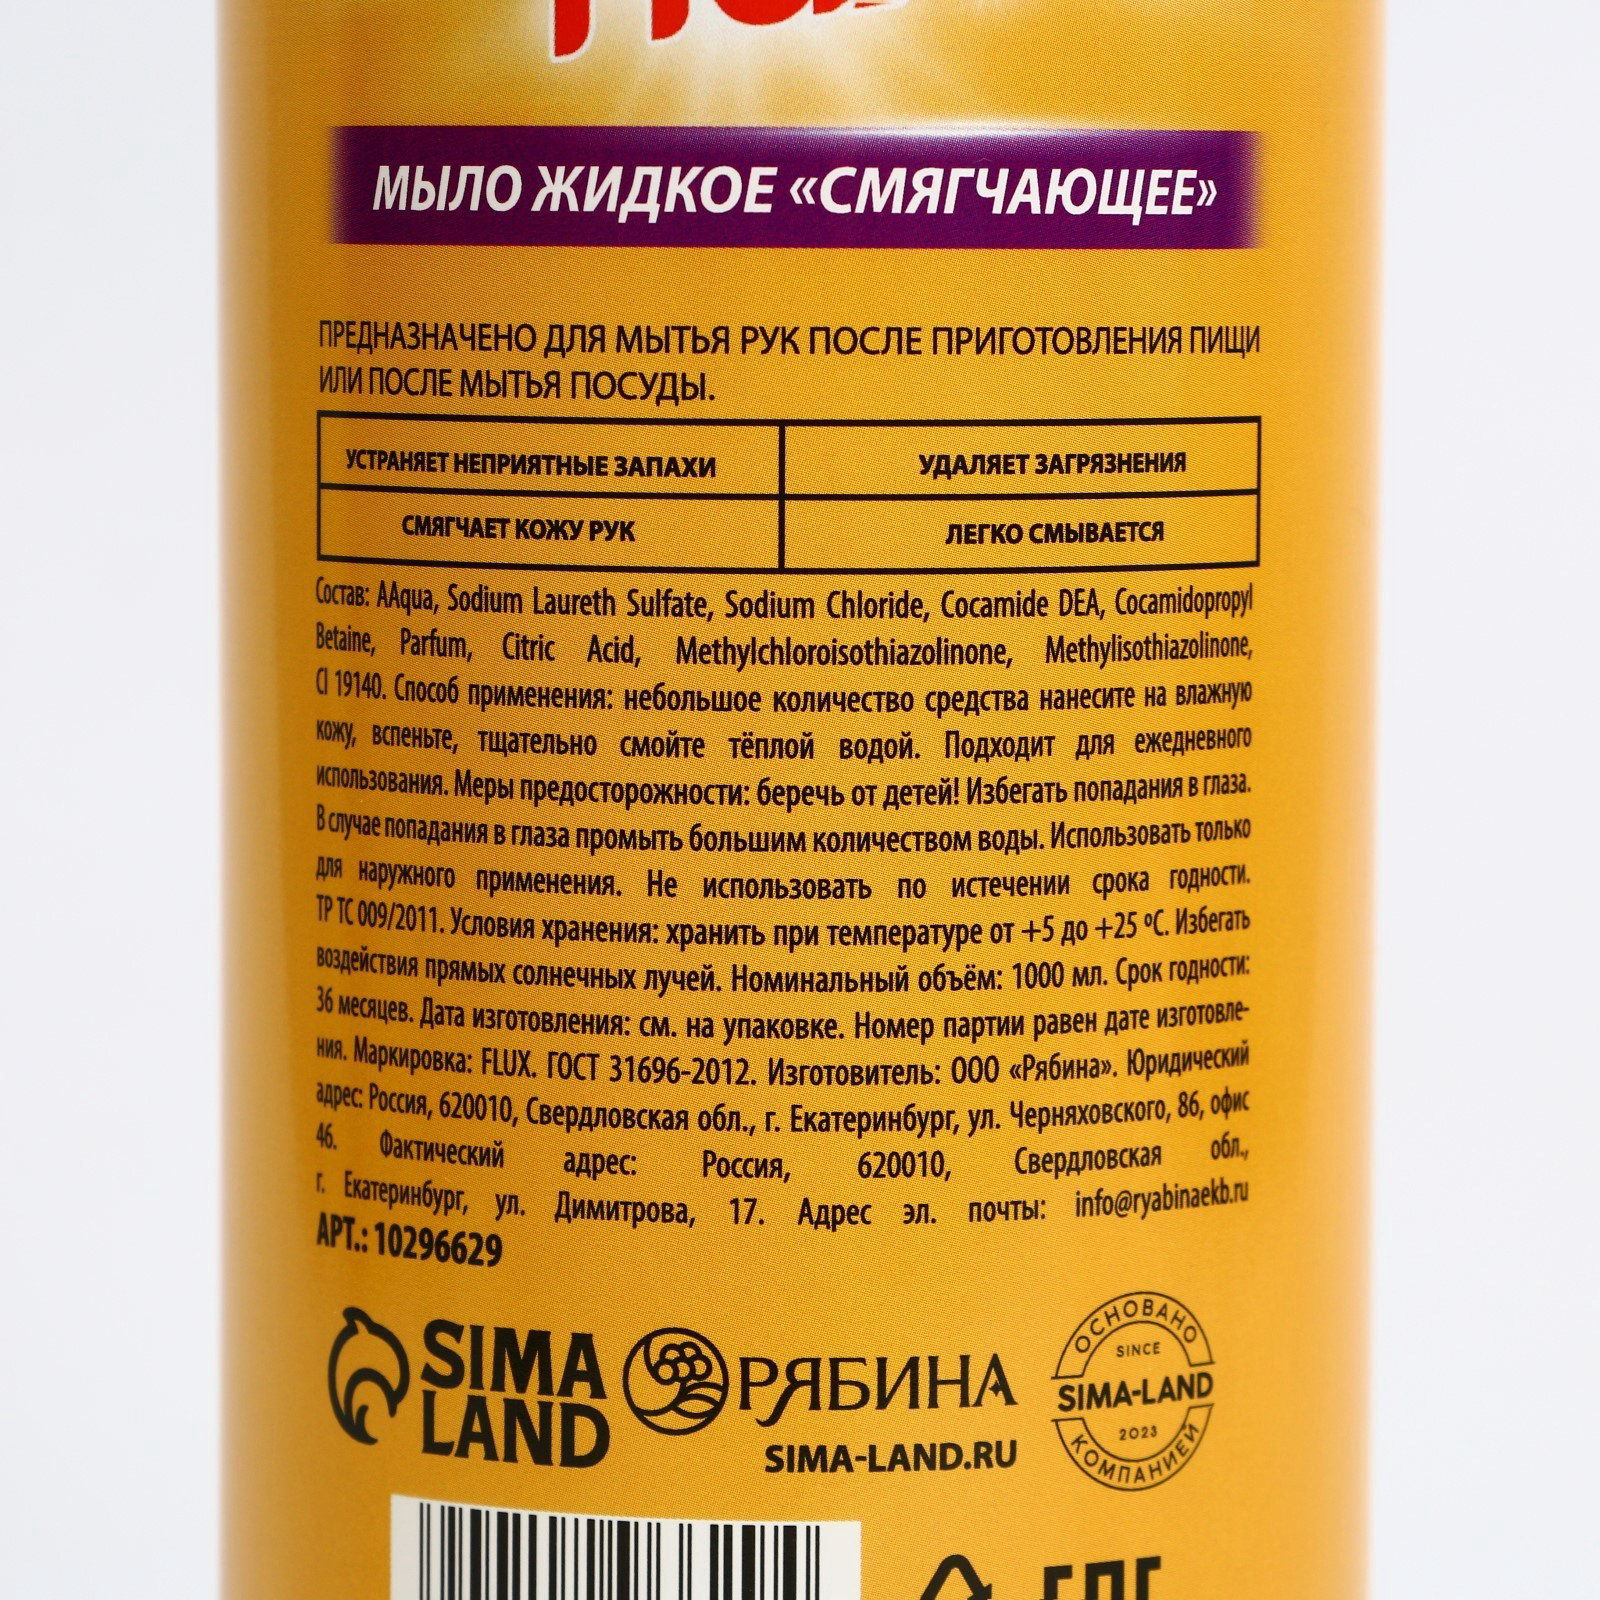 МЫЛО ЖИДКОЕ «СМЯГЧАЮЩЕЕ»
ПРЕДНАЗНАЧЕНО ДЛЯ МЫТЬЯ РУК ПОСЛЕ ПРИГОТОВЛЕНИЯ ПИЩИ
ИЛИ ПОСЛЕ МЫТЬЯ ПОСУДЫ.
УСТРАНЯЕТ НЕПРИЯТНЫЕ ЗАПАХИ
УДАЛЯЕТ ЗАГРЯЗНЕНИЯ
СМЯГЧАЕТ КОЖУ РУК
ЛЕГКО СМЫВАЕТСЯ
Состав: AAqua, Sodium Laureth Sulfate, Sodium Chloride, Cocamide DEA, Cocamidopropyl
Betaine, Parfum, Citric Acid, Methylchloroisothiazolinone, Methylisothiazolinone,
CI 19140. Способ применения: небольшое количество средства нанесите на влажную
кожу, вспеньте, тщательно смойте тёплой водой. Подходит для ежедневного
использования. Меры предосторожности: беречь от детей! Избегать попадания в глаза.
В случае попадания в глаза промыть большим количеством воды. Использовать только
для наружного применения. Не использовать по истечении срока годности.
ТР ТС 009/2011. Условия хранения: хранить при температуре от +5 до +25 ºС. Избегать
воздействия прямых солнечных лучей. Номинальный объём: 1000 мл. Срок годности:
36 месяцев. Дата изготовления: см. на упаковке. Номер партии равен дате изготовле-
ния. Маркировка: FLUX. ГОСТ 31696-2012. Изготовитель: ООО «Рябина». Юридический
адрес: Россия, 620010, Свердловская обл., г. Екатеринбург, ул. Черняховского, 86, офис
46. Фактический адрес: Россия, 620010, Свердловская обл.,
г. Екатеринбург, ул. Димитрова, 17. Адрес эл. почты: info@ryabinaekb.ru
АРТ.: 10296629
SIMA
LAND
РЯБИНА
SIMA-LAND.RU
ОСНОВАНО
SINCE
SIMA-LAND
2023
КОМПАНИЕЙ